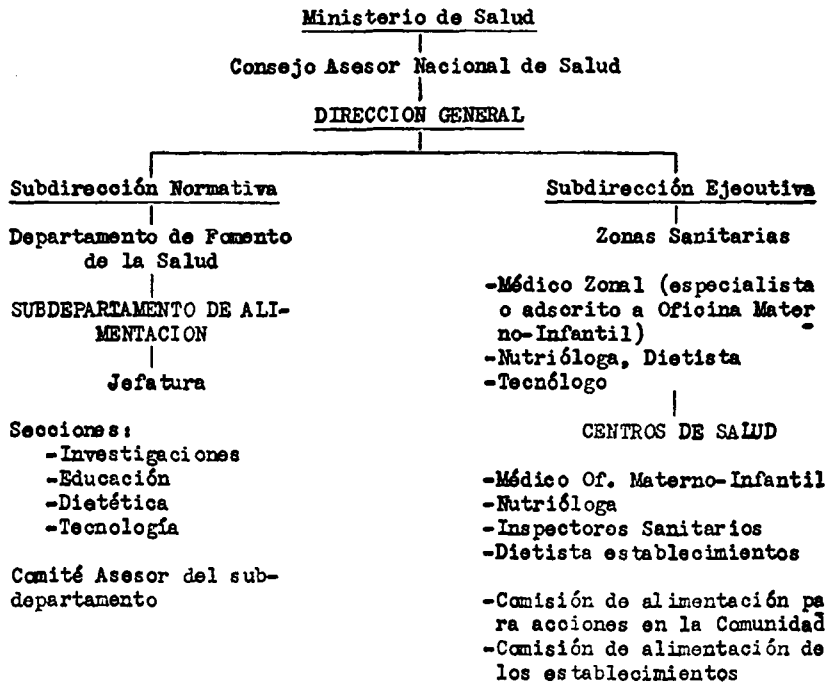 Ministerio de Salud
Consejo Asesor Nacional de Salud
DIRECCION GENERAL
Subdirección Normativa
Departamento de Fomento
de la Salud
SUBDEPARTAMENTO DE ALI-
MENTACION
Jefatura
Secciones:
-Investigaciones
-Educación
-Dietética
-Tecnología
Comité Asesor del sub-
departamento
Subdirección Ejecutiva
Zonas Sanitarias
-Médico Zonal (especialista
o adscrito a Oficina Mater
no-Infantil)
-Nutrióloga, Dietista
-Tecnólogo
CENTROS DE SALUD
-Médico Of. Materno-Infantil
-Nutrióloga
-Inspectores Sanitarios
-Dietista establecimientos
-Comisión de alimentación pa
ra acciones en la Comunidad
-Comisión de alimentación de
los establecimientos